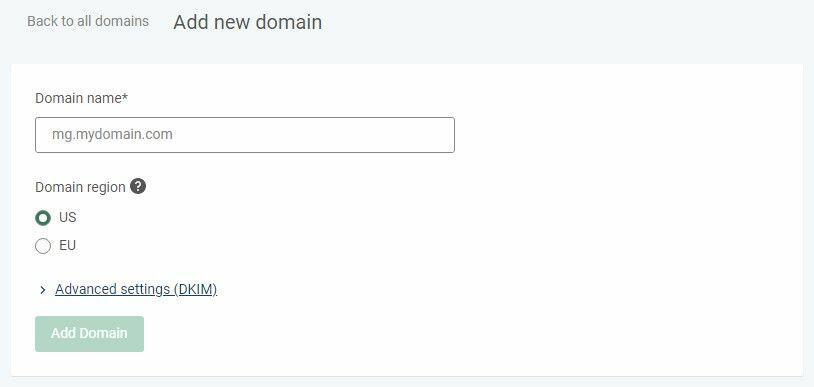 Back to all domains Add new domain
Domain name*
mg.mydomain.com
Domain region ?
US
EU
Advanced settings (DKIM)
Add Domain